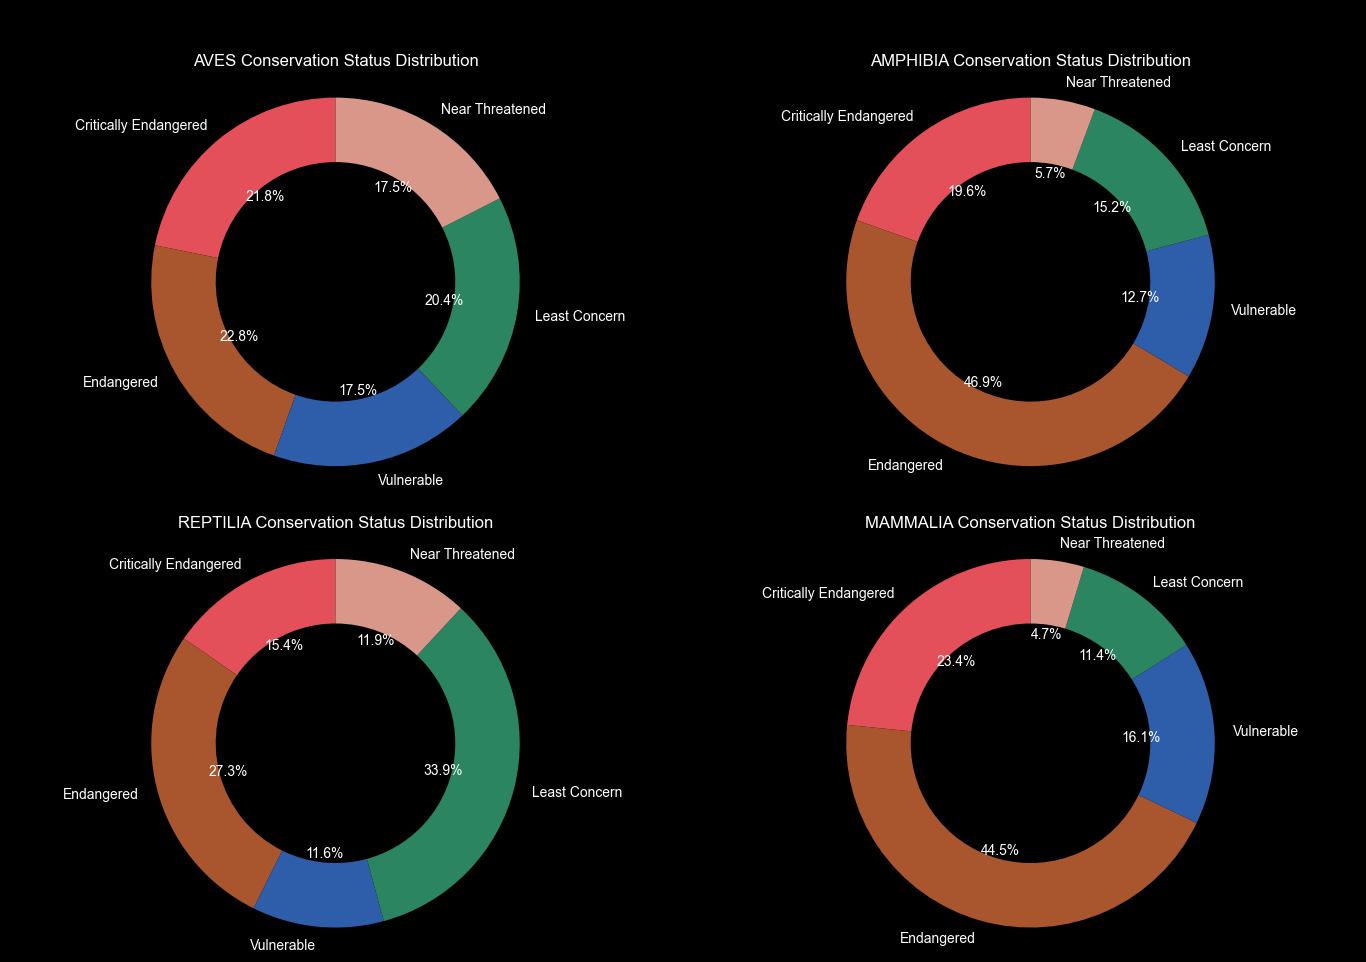 AVES Conservation Status Distribution
Near Threatened
Critically Endangered
17.5%
21.8%
20.4%
Least Concern
22.8%
Endangered
17.5%
Vulnerable
AMPHIBIA Conservation Status Distribution
Near Threatened
Critically Endangered
Least Concern
5.7%
19.6%
15.2%
12.7%
Vulnerable
46.9%
Endangered
REPTILIA Conservation Status Distribution
Near Threatened
Critically Endangered
11.9%
15.4%
27.3%
33.9%
Least Concern
Endangered
11.6%
Vulnerable
MAMMALIA Conservation Status Distribution
Near Threatened
Least Concern
Critically Endangered
4.7%
11.4%
23.4%
Vulnerable
16.1%
44.5%
Endangered